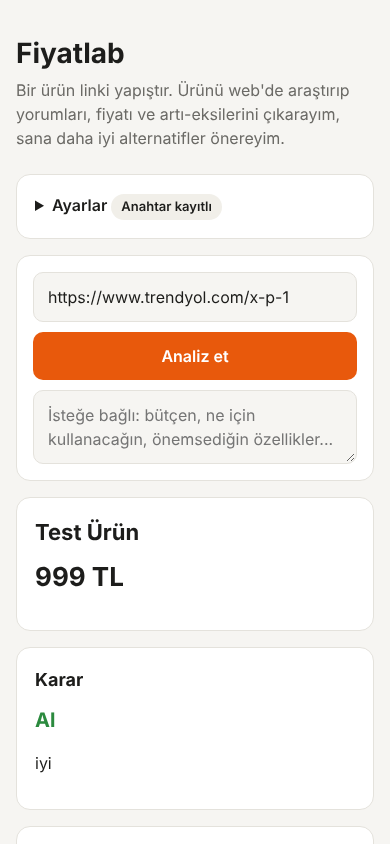 Fiyatlab
Bir ürün linki yapıştır. Ürünü web'de araştırıp
yorumları, fiyatı ve artı-eksilerini çıkarayım,
sana daha iyi alternatifler önereyim.
Ayarlar Anahtar kayıtlı
https://www.trendyol.com/x-p-1
Analiz et
İsteğe bağlı: bütçen, ne için
kullanacağın, önemsediğin özellikler...
Test Ürün
999 TL
Karar
Al
iyi